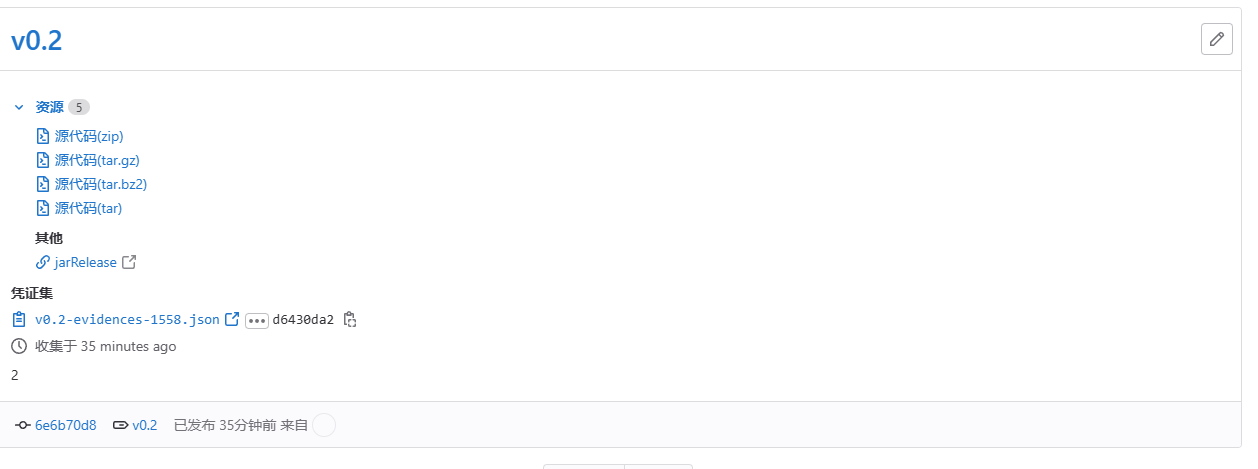 v0.2
资源 5
源代码(zip)
源代码(tar.gz)
源代码(tar.bz2)
源代码(tar)
其他
jarRelease
凭证集
v0.2-evidences-1558.json ••• d6430da2
收集于 35 minutes ago
2
6e6b70d8 v0.2 已发布 35分钟前 来自